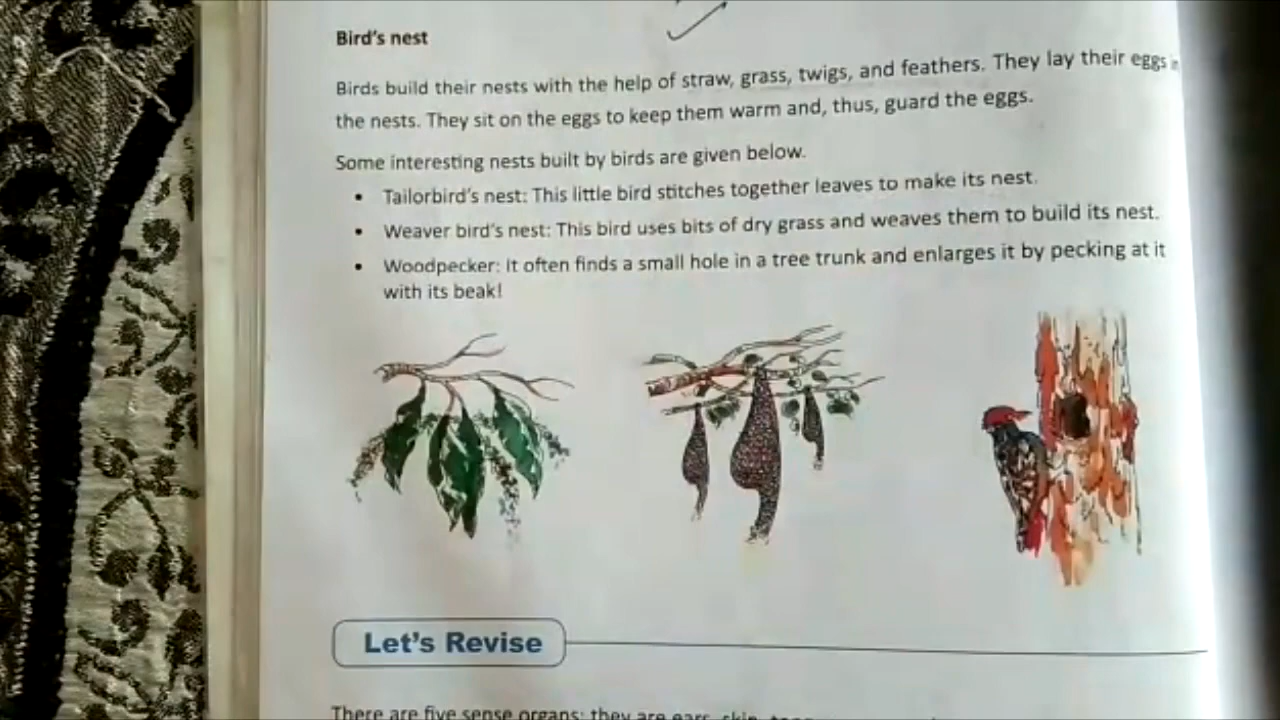 Bird's nest
Birds build their nests with the help of straw, grass, twigs, and feathers. They lay their eggs in
the nests. They sit on the eggs to keep them warm and, thus, guard the eggs.
Some interesting nests built by birds are given below.
• Tailorbird's nest: This little bird stitches together leaves to make its nest.
• Weaver bird's nest: This bird uses bits of dry grass and weaves them to build its nest.
• Woodpecker: It often finds a small hole in a tree trunk and enlarges it by pecking at it
with its beak!
Let's Revise
There are five sense organs; they are ears, skin,